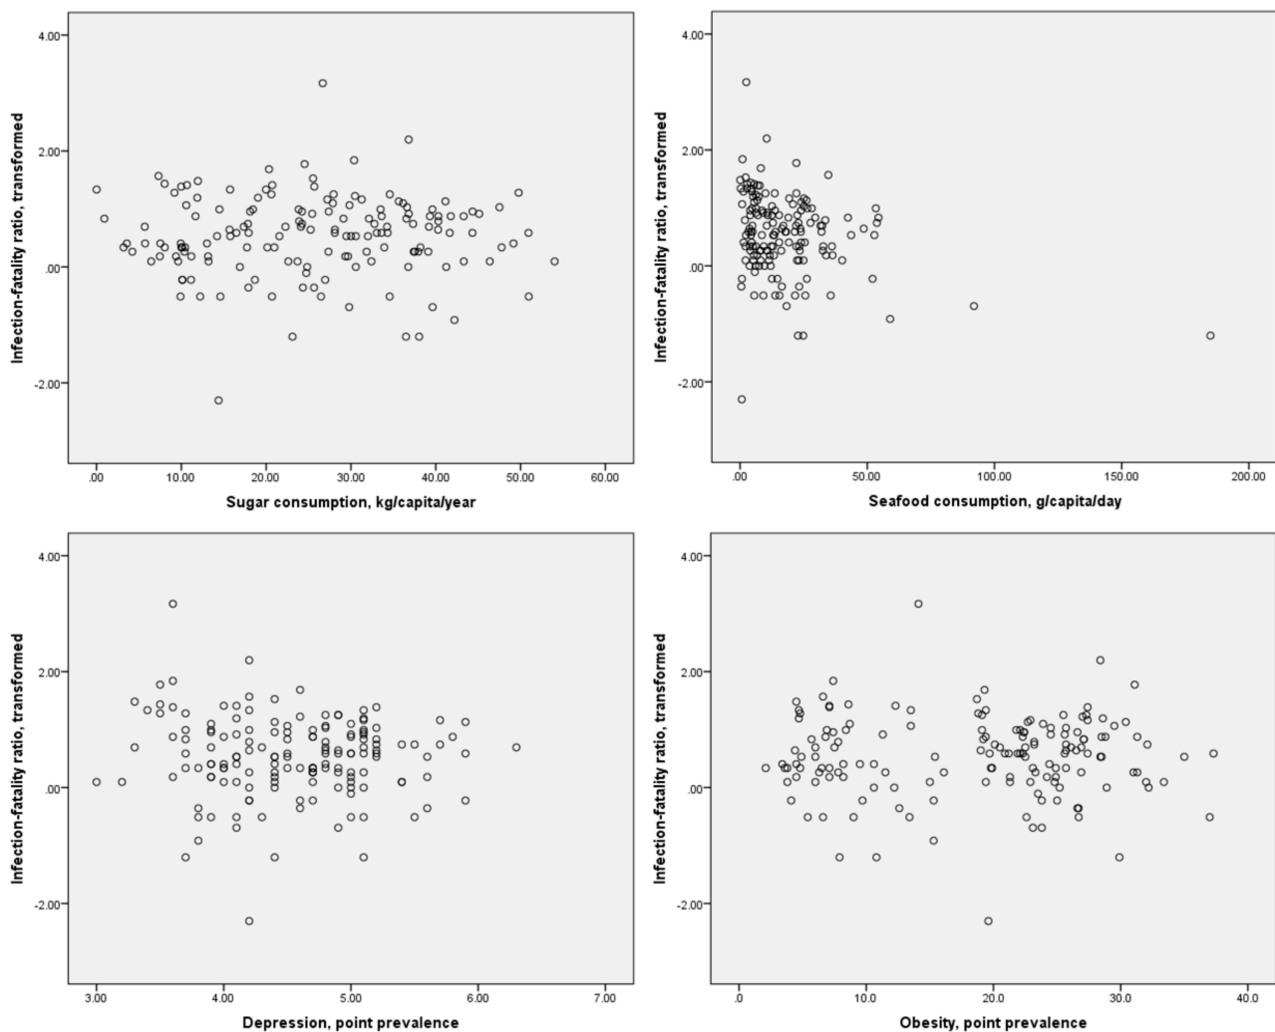 4.00
2.00
.00
-2.00
Infection-fatality ratio, transformed
.00 10.00 20.00 30.00 40.00 50.00 60.00
Sugar consumption, kg/capita/year
4.00
2.00
.00
-2.00
Infection-fatality ratio, transformed
.00 50.00 100.00 150.00 200.00
Seafood consumption, g/capita/day
4.00
2.00
.00
-2.00
Infection-fatality ratio, transformed
3.00 4.00 5.00 6.00 7.00
Depression, point prevalence
4.00
2.00
.00
-2.00
Infection-fatality ratio, transformed
.0 10.0 20.0 30.0 40.0
Obesity, point prevalence